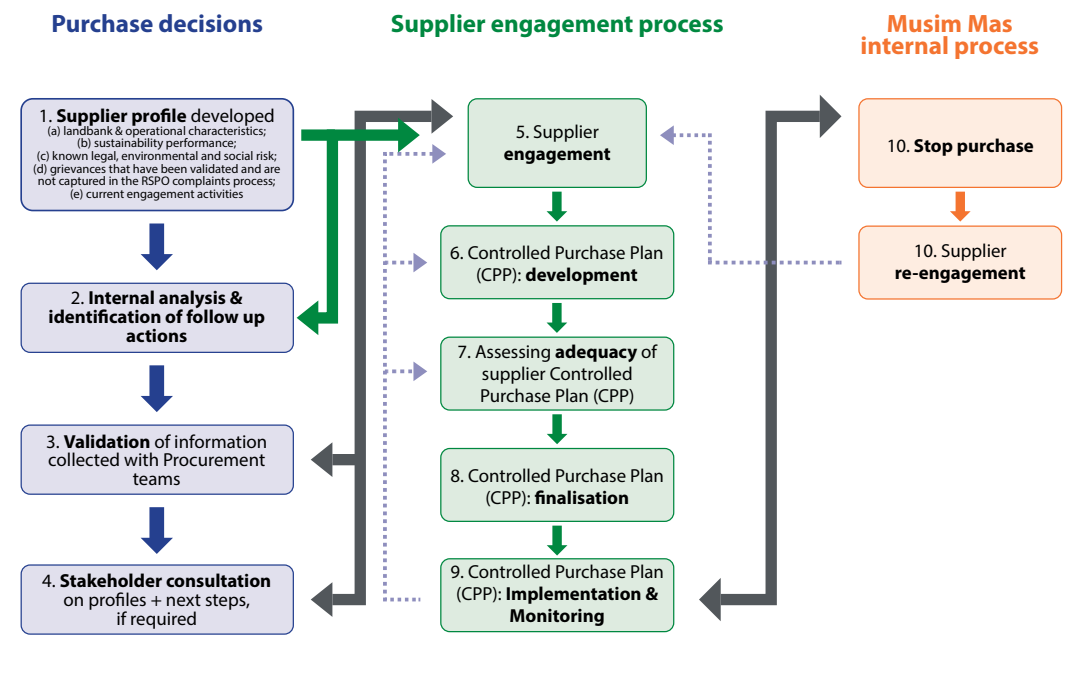 Purchase decisions
Supplier engagement process
Musim Mas
internal process
1. Supplier profile developed
(a) landbank & operational characteristics;
(b) sustainability performance;
(c) known legal, environmental and social risk;
(d) grievances that have been validated and are
not captured in the RSPO complaints process;
(e) current engagement activities
2. Internal analysis &
identification of follow up
actions
3. Validation of information
collected with Procurement
teams
4. Stakeholder consultation
on profiles + next steps,
if required
5. Supplier
engagement
6. Controlled Purchase Plan
(CPP): development
7. Assessing adequacy of
supplier Controlled
Purchase Plan (CPP)
8. Controlled Purchase Plan
(CPP): finalisation
9. Controlled Purchase Plan
(CPP): Implementation &
Monitoring
10. Stop purchase
10. Supplier
re-engagement